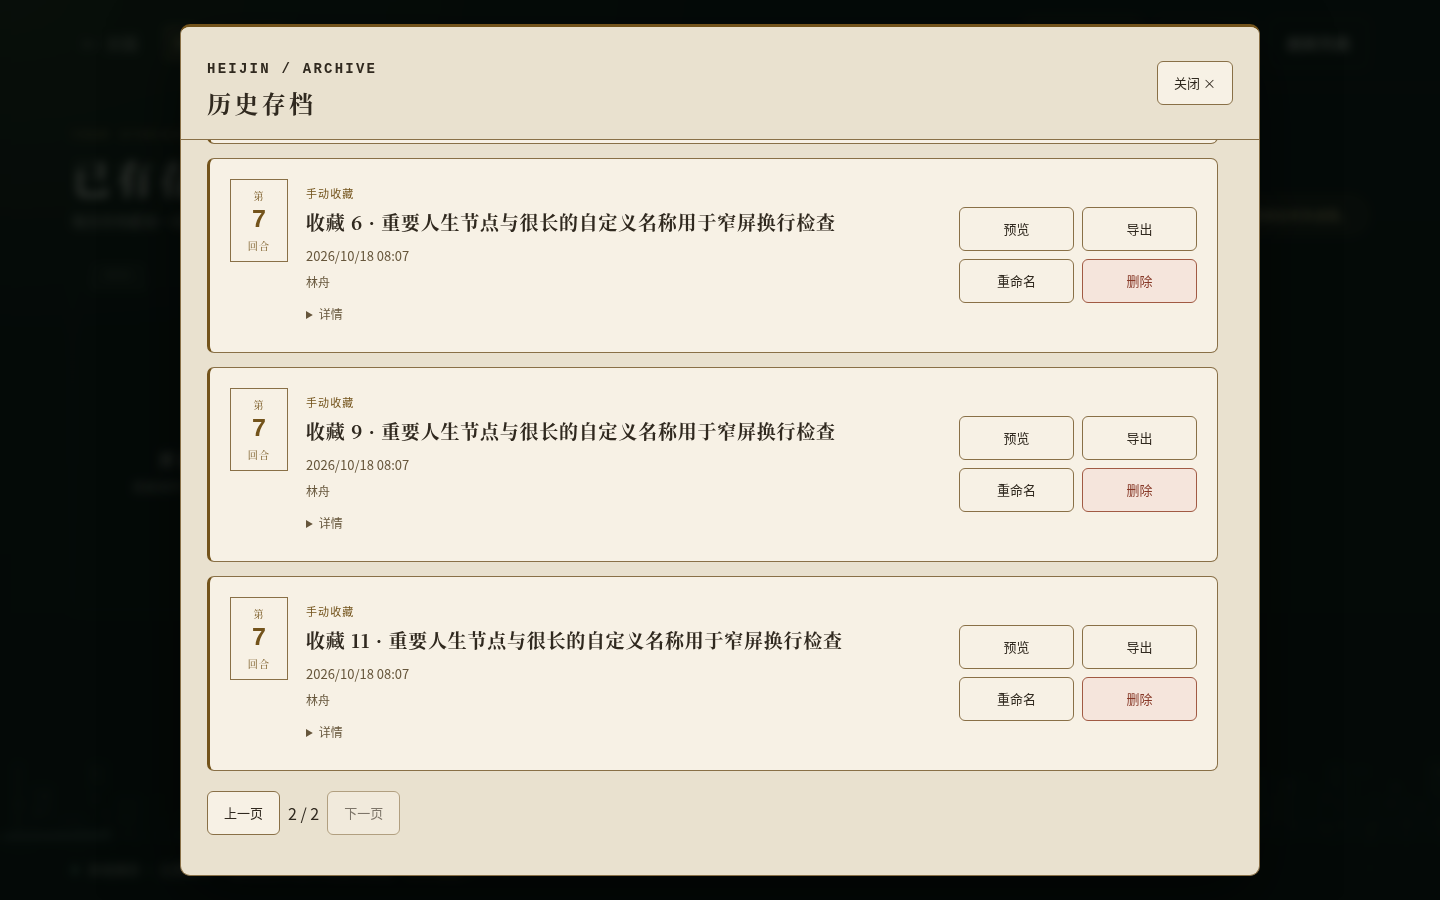 HEIJIN / ARCHIVE
历史存档
关闭 ×
第
7
回合
手动收藏
收藏 6 · 重要人生节点与很长的自定义名称用于窄屏换行检查
2026/10/18 08:07
林舟
▶ 详情
预览
导出
重命名
删除
第
7
回合
手动收藏
收藏 9 · 重要人生节点与很长的自定义名称用于窄屏换行检查
2026/10/18 08:07
林舟
▶ 详情
预览
导出
重命名
删除
第
7
回合
手动收藏
收藏 11 · 重要人生节点与很长的自定义名称用于窄屏换行检查
2026/10/18 08:07
林舟
▶ 详情
预览
导出
重命名
删除
上一页
2 / 2
下一页